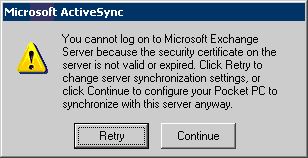 Microsoft ActiveSync
You cannot log on to Microsoft Exchange
Server because the security certificate on
the server is not valid or expired. Click Retry to
change server synchronization settings, or
click Continue to configure your Pocket PC to
synchronize with this server anyway.
Retry
Continue